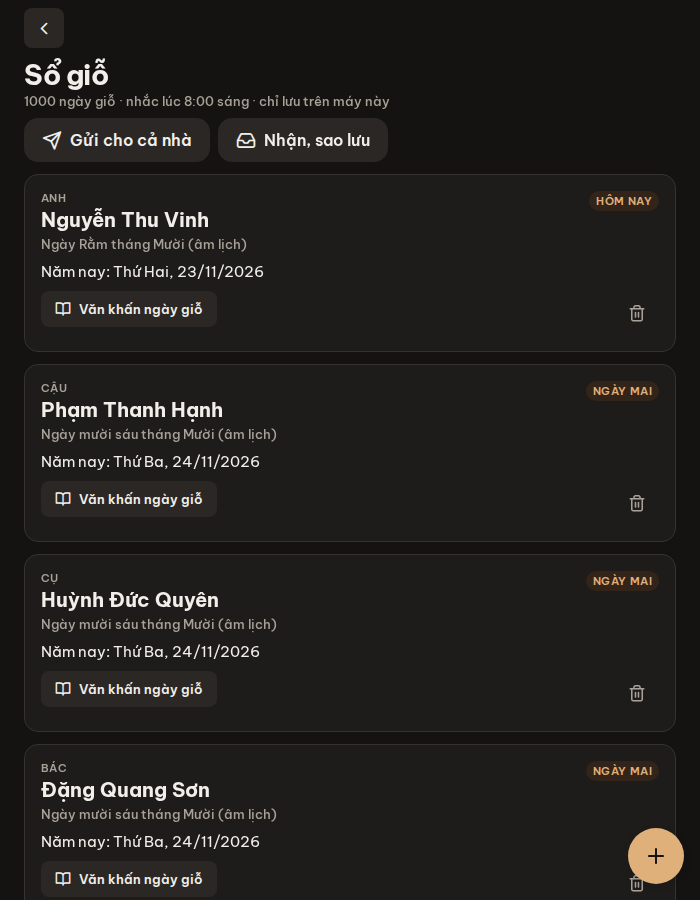 Sổ giỗ
1000 ngày giỗ · nhắc lúc 8:00 sáng · chỉ lưu trên máy này
Gửi cho cả nhà
Nhận, sao lưu
ANH
HÔM NAY
Nguyễn Thu Vinh
Ngày Rằm tháng Mười (âm lịch)
Năm nay: Thứ Hai, 23/11/2026
Văn khấn ngày giỗ
CẬU
NGÀY MAI
Phạm Thanh Hạnh
Ngày mười sáu tháng Mười (âm lịch)
Năm nay: Thứ Ba, 24/11/2026
Văn khấn ngày giỗ
CỤ
NGÀY MAI
Huỳnh Đức Quyên
Ngày mười sáu tháng Mười (âm lịch)
Năm nay: Thứ Ba, 24/11/2026
Văn khấn ngày giỗ
BÁC
NGÀY MAI
Đặng Quang Sơn
Ngày mười sáu tháng Mười (âm lịch)
Năm nay: Thứ Ba, 24/11/2026
Văn khấn ngày giỗ